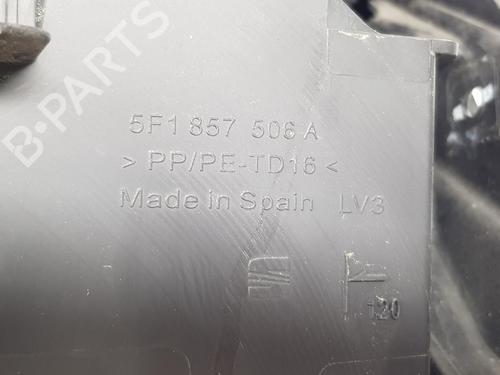 B-PARTS
5F1 857 506 A
> PP/PE-TD16 <
Made in Spain LV3
120